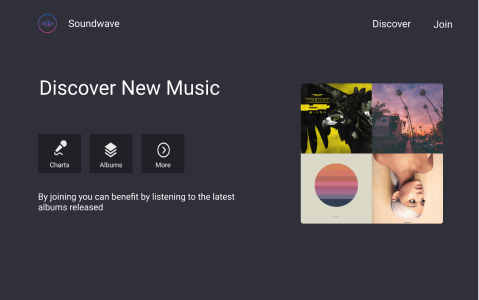 Soundwave
Discover
Join
Discover New Music
Charts
Albums
More
By joining you can benefit by listening to the latest
albums released